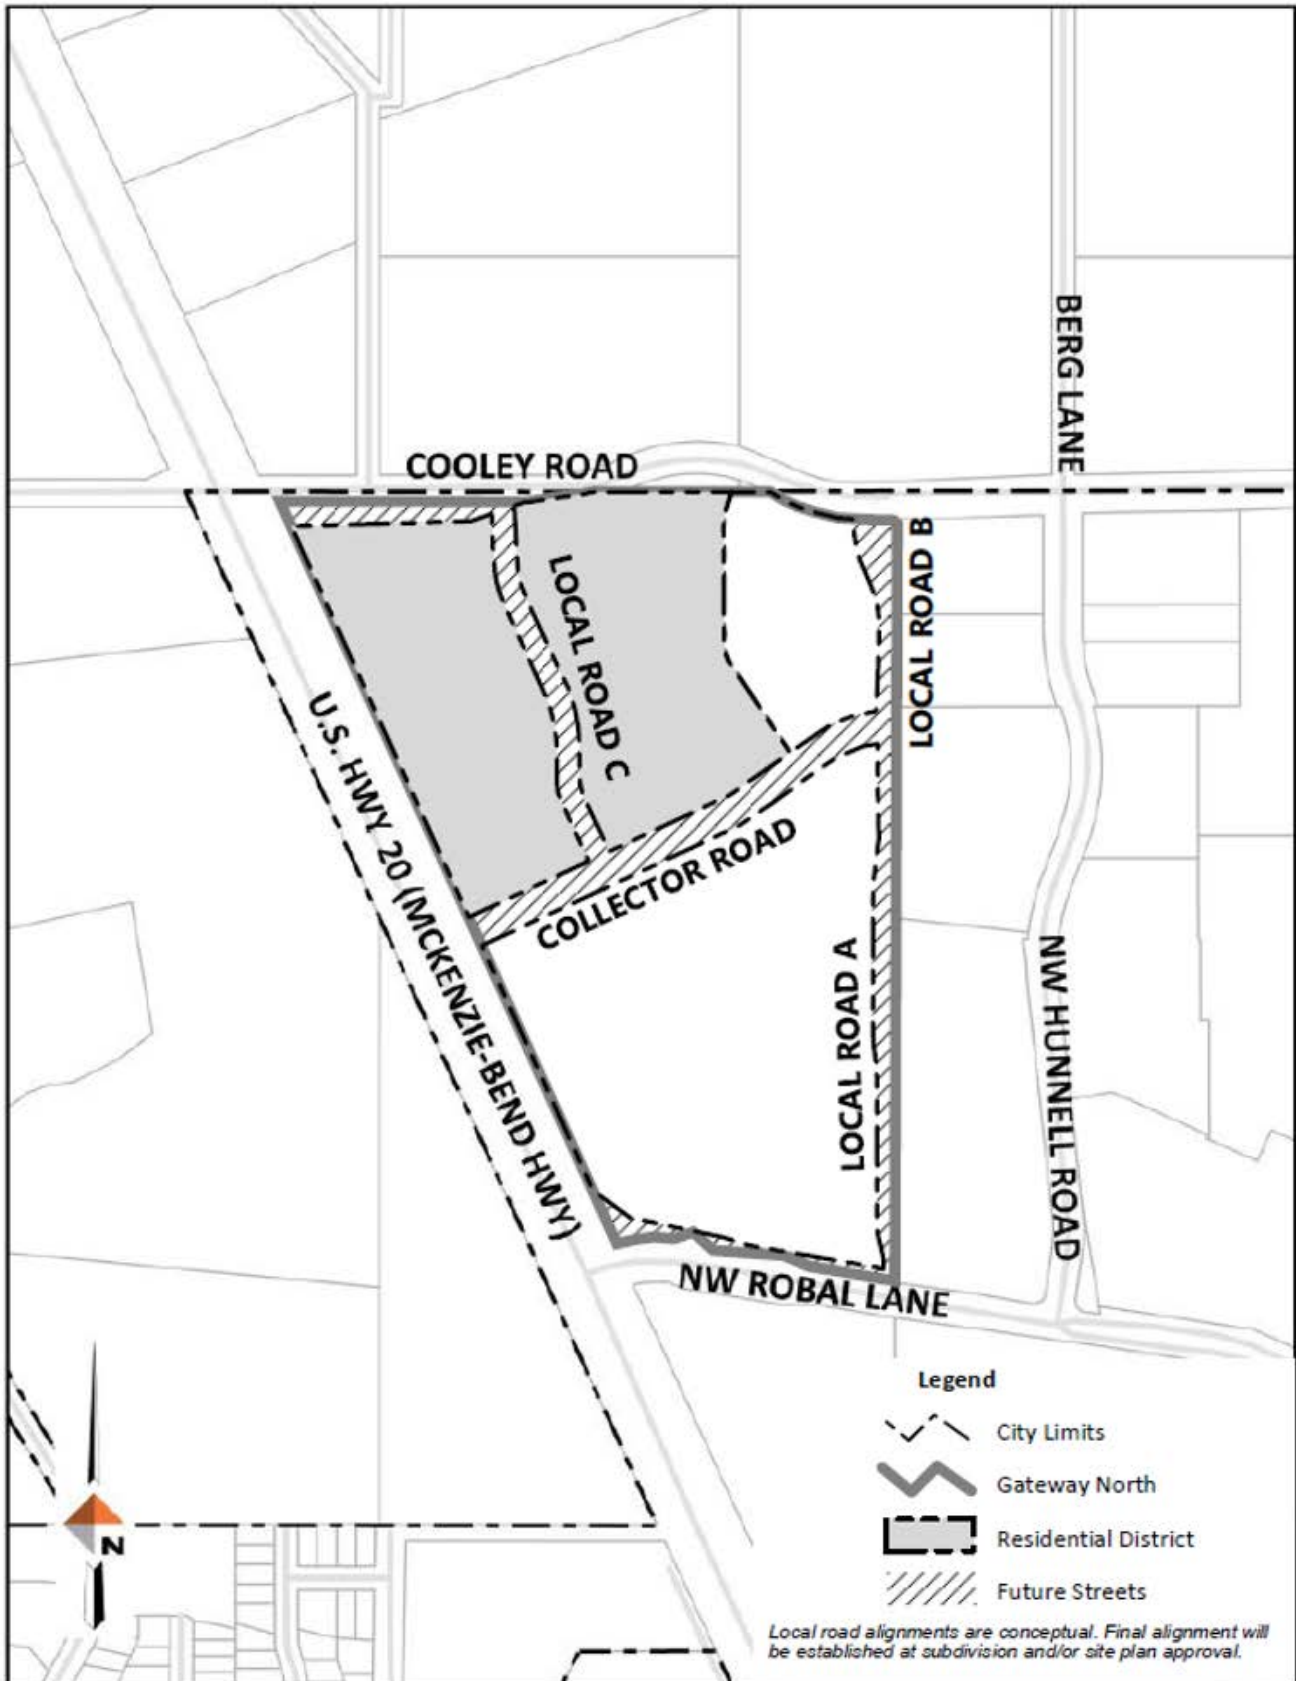 BERG LANE
COOLEY ROAD
LOCAL ROAD B
LOCAL ROAD C
U.S. HWY 20 (MCKENZIE-BEND HWY)
COLLECTOR ROAD
LOCAL ROAD A
NW HUNNELL ROAD
NW ROBAL LANE
Legend
City Limits
Gateway North
Residential District
Future Streets
N
Local road alignments are conceptual. Final alignment will
be established at subdivision and/or site plan approval.